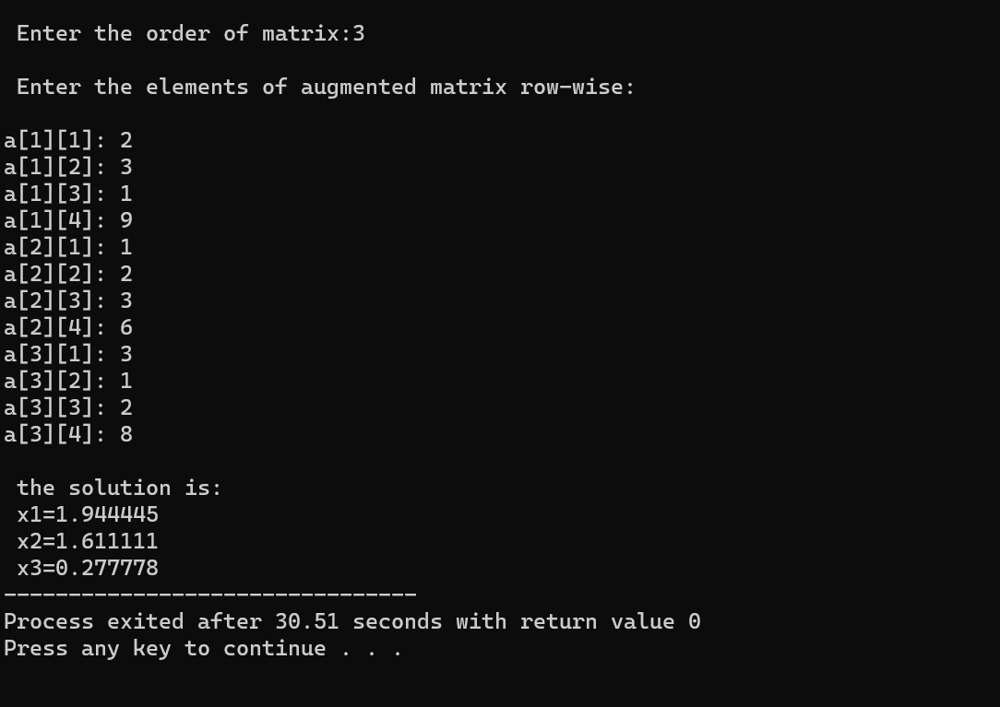 Enter the order of matrix:3
Enter the elements of augmented matrix row-wise:
a[1][1]: 2
a[1][2]: 3
a[1][3]: 1
a[1][4]: 9
a[2][1]: 1
a[2][2]: 2
a[2][3]: 3
a[2][4]: 6
a[3][1]: 3
a[3][2]: 1
a[3][3]: 2
a[3][4]: 8
the solution is:
x1=1.944445
x2=1.611111
x3=0.277778
--------------------------------
Process exited after 30.51 seconds with return value 0
Press any key to continue . . .